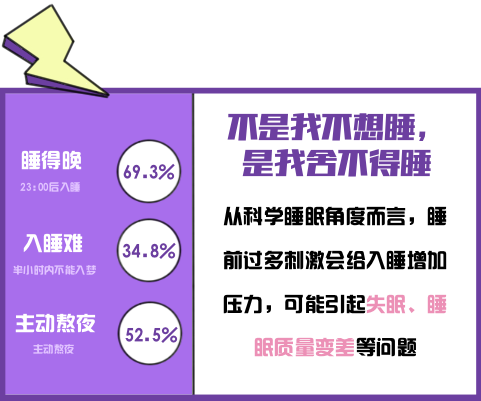 睡得晚
23:00后入睡
69.3%
入睡难
半小时内不能入梦
34.8%
主动熬夜
主动熬夜
52.5%
不是我不想睡，
是我舍不得睡
从科学睡眠角度而言，睡
前过多刺激会给入睡增加
压力，可能引起失眠、睡
眠质量变差等问题